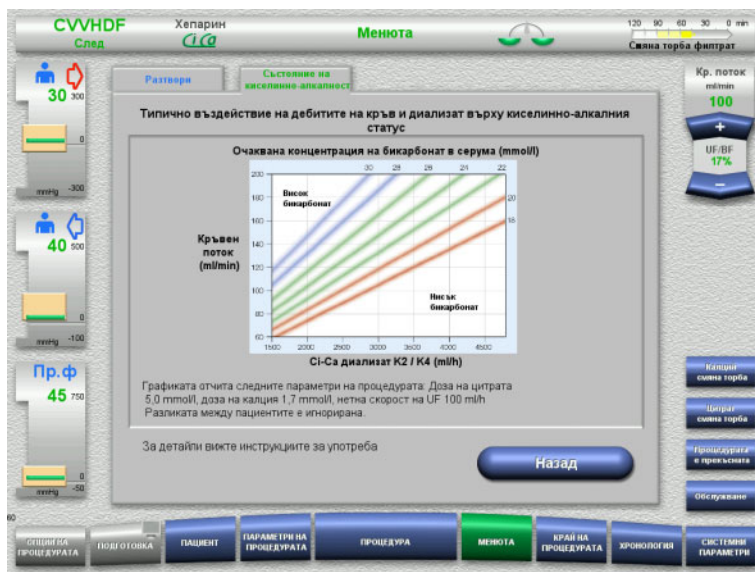 CVVHDF
След
Хепарин
CiCa
Менюта
120 90 60 30 0 min
Смяна торба филтрат
30
300
0
mmHg -300
40
500
0
mmHg -100
Пр.ф
45
750
0
mmHg -50
60
Разтвори
Състояние на
киселинно-алкалност
Типично въздействие на дебитите на кръв и диализат върху киселинно-алкалния
статус
Очаквана концентрация на бикарбонат в серума (mmol/l)
200 180 160 140 120 100 80 60
30 28 24 22
20
Висок
бикарбонат
Кръвен
поток
(ml/min)
Нисък
бикарбонат
1500 2000 2500 3000 3500 4000 4500
Ci-Ca диализат K2 / K4 (ml/h)
Графиката отчита следните параметри на процедурата: Доза на цитрата
5,0 mmol/l, доза на калция 1,7 mmol/l, нетна скорост на UF 100 ml/h
Разликата между пациентите е игнорирана.
За детайли вижте инструкциите за употреба
Назад
Кр. поток
ml/min
100
+
UF/BF
17%
−
Калций
смяна торба
Цитрат
смяна торба
Процедурата
е прекъсната
Обслужване
ОПЦИИ НА
ПРОЦЕДУРАТА
ПОДГОТОВКА
ПАЦИЕНТ
ПАРАМЕТРИ НА
ПРОЦЕДУРАТА
ПРОЦЕДУРА
МЕНЮТА
КРАЙ НА
ПРОЦЕДУРАТА
ХРОНОЛОГИЯ
СИСТЕМНИ
ПАРАМЕТРИ